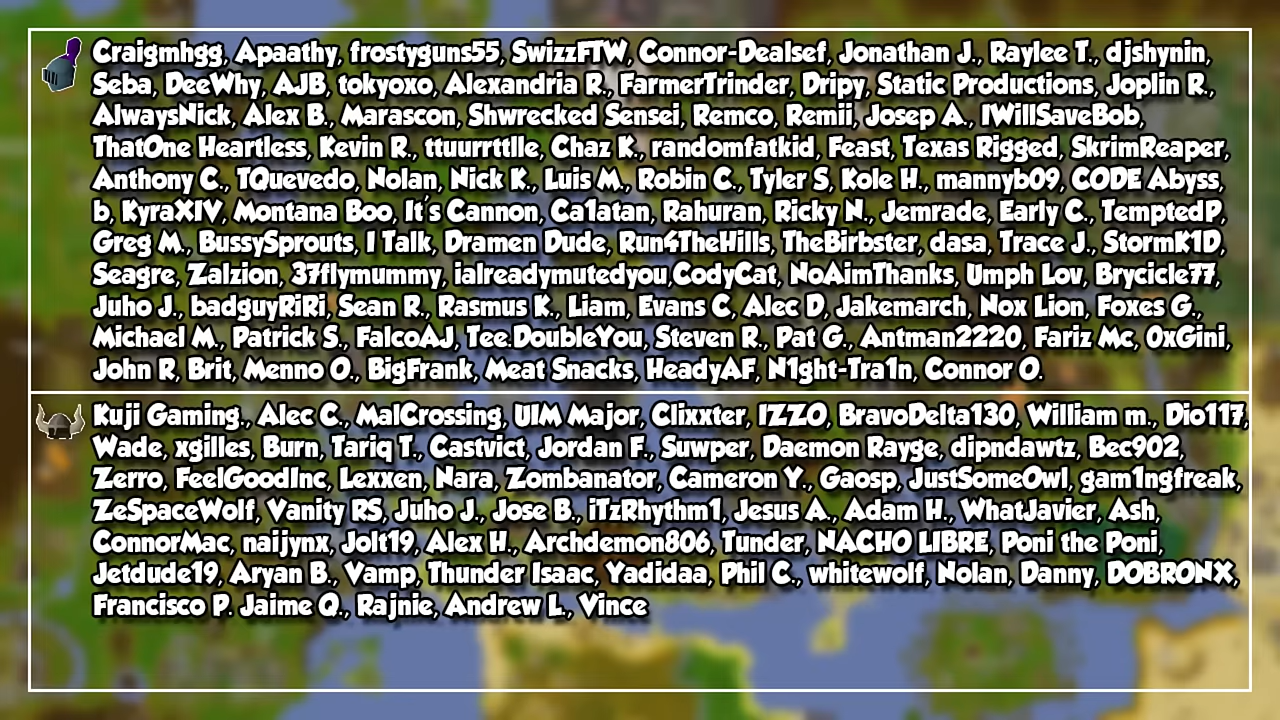 Craigmhgg, Apaathy, frostyguns55, SwizzFTW, Connor-Dealsef, Jonathan J., Raylee T., djshynin,
Seba, DeeWhy, AJB, tokyoxo, Alexandria R., FarmerTrinder, Dripy, Static Productions, Joplin R.,
AlwaysNick, Alex B., Marascon, Shwrecked Sensei, Remco, Remii, Josep A., IWillSaveBob,
ThatOne Heartless, Kevin R., ttuurrttlle, Chaz K., randomfatkid, Feast, Texas Rigged, SkrimReaper,
Anthony C., TQuevedo, Nolan, Nick K., Luis M., Robin C., Tyler S, Kole H., mannyb09, CODE Abyss,
b, KyraXIV, Montana Boo, It's Cannon, Ca1atan, Rahuran, Ricky N., Jemrade, Early C., TemptedP,
Greg M., BussySprouts, I Talk, Dramen Dude, Run4TheHills, TheBirbster, dasa, Trace J., StormK1D,
Seagre, Zalzion, 37flymummy, ialreadymutedyou,CodyCat, NoAimThanks, Umph Lov, Brycicle77,
Juho J., badguyRiRi, Sean R., Rasmus K., Liam, Evans C, Alec D, Jakemarch, Nox Lion, Foxes G.,
Michael M., Patrick S., FalcoAJ, Tee.DoubleYou, Steven R., Pat G., Antman2220, Fariz Mc, 0xGini,
John R, Brit, Menno O., BigFrank, Meat Snacks, HeadyAF, N1ght-Tra1n, Connor O.
Kuji Gaming., Alec C., MalCrossing, UIM Major, Clixxter, IZZO, BravoDelta130, William m., Dio117,
Wade, xgilles, Burn, Tariq T., Castvict, Jordan F., Suwper, Daemon Rayge, dipndawtz, Bec902,
Zerro, FeelGoodInc, Lexxen, Nara, Zombanator, Cameron Y., Gaosp, JustSomeOwl, gam1ngfreak,
ZeSpaceWolf, Vanity RS, Juho J., Jose B., iTzRhythm1, Jesus A., Adam H., WhatJavier, Ash,
ConnorMac, naijynx, Jolt19, Alex H., Archdemon806, Tunder, NACHO LIBRE, Poni the Poni,
Jetdude19, Aryan B., Vamp, Thunder Isaac, Yadidaa, Phil C., whitewolf, Nolan, Danny, DOBRONX,
Francisco P. Jaime Q., Rajnie, Andrew L., Vince